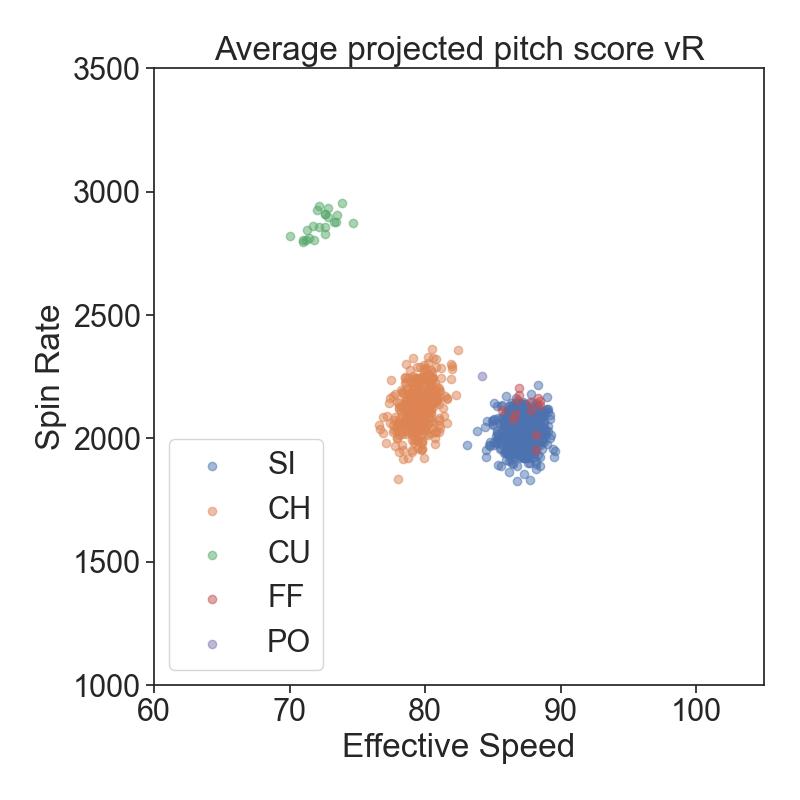 Average projected pitch score vR
3500
3000
2500
2000
1500
1000
Spin Rate
SI
CH
CU
FF
PO
60 70 80 90 100
Effective Speed